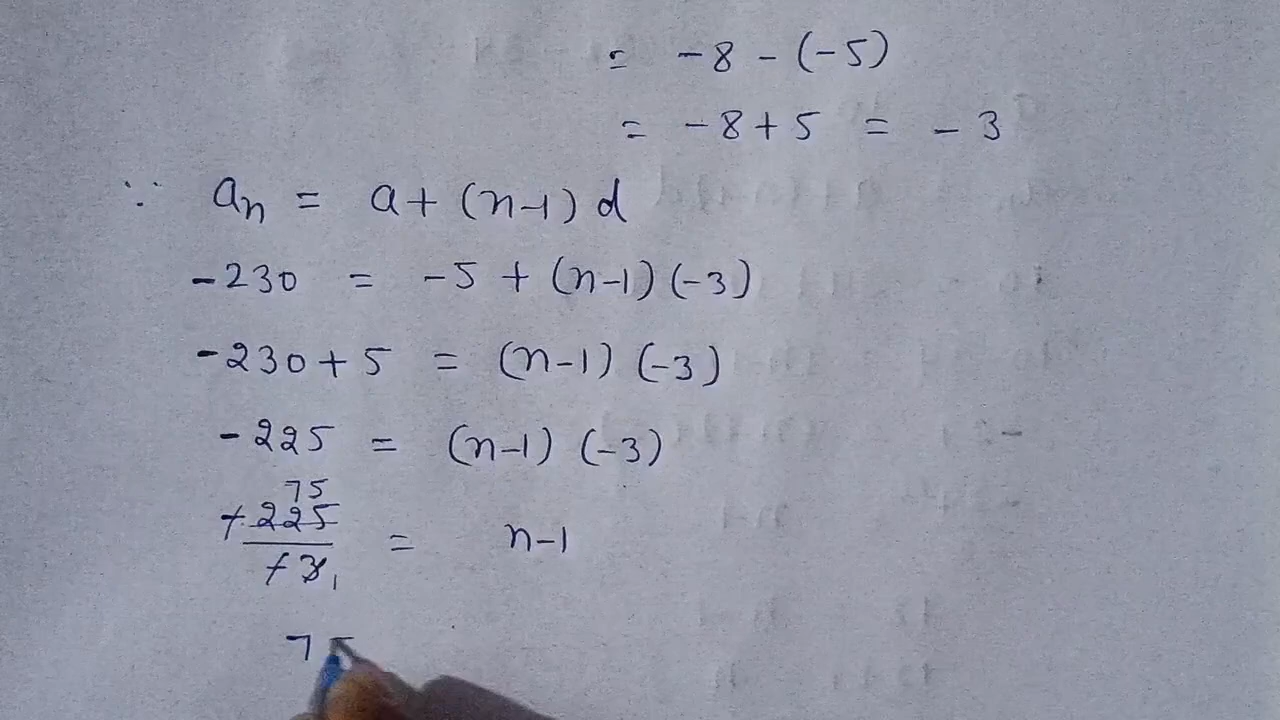 = -8 - (-5)
= -8 + 5 = -3
∵ an = a + (n-1) d
-230 = -5 + (n-1) (-3)
-230 + 5 = (n-1) (-3)
-225 = (n-1) (-3)
75
-225 / -3 1 = n-1
75